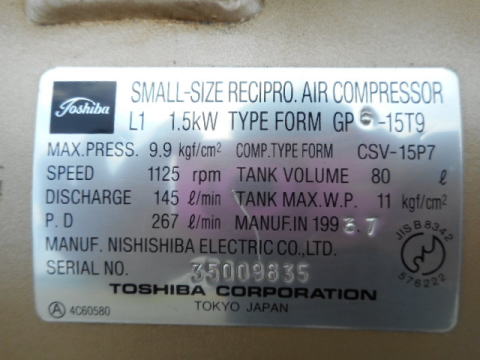 Toshiba
SMALL-SIZE RECIPRO. AIR COMPRESSOR
L1 1.5kW TYPE FORM GP6-15T9
MAX.PRESS. 9.9 kgf/cm² COMP.TYPE FORM CSV-15P7
SPEED 1125 rpm TANK VOLUME 80 ℓ
DISCHARGE 145 ℓ/min TANK MAX.W.P. 11 kgf/cm²
P.D 267 ℓ/min MANUF.IN 1993.7
MANUF. NISHISHIBA ELECTRIC CO.,LTD.
SERIAL NO. 35009835
JIS B 8342
576222
TOSHIBA CORPORATION
Ⓐ 4C60580 TOKYO JAPAN